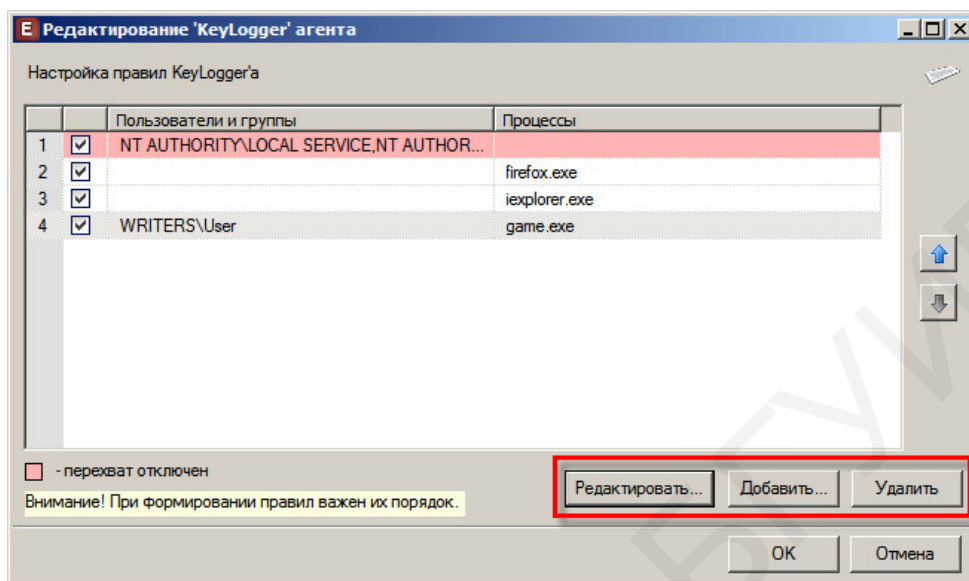 E Редактирование 'KeyLogger' агента
Настройка правил KeyLogger'а
Пользователи и группы Процессы
1 NT AUTHORITY\LOCAL SERVICE,NT AUTHOR...
2 firefox.exe
3 iexplorer.exe
4 WRITERS\User game.exe
- перехват отключен
Внимание! При формировании правил важен их порядок.
Редактировать... Добавить... Удалить
OK Отмена
БГУИ